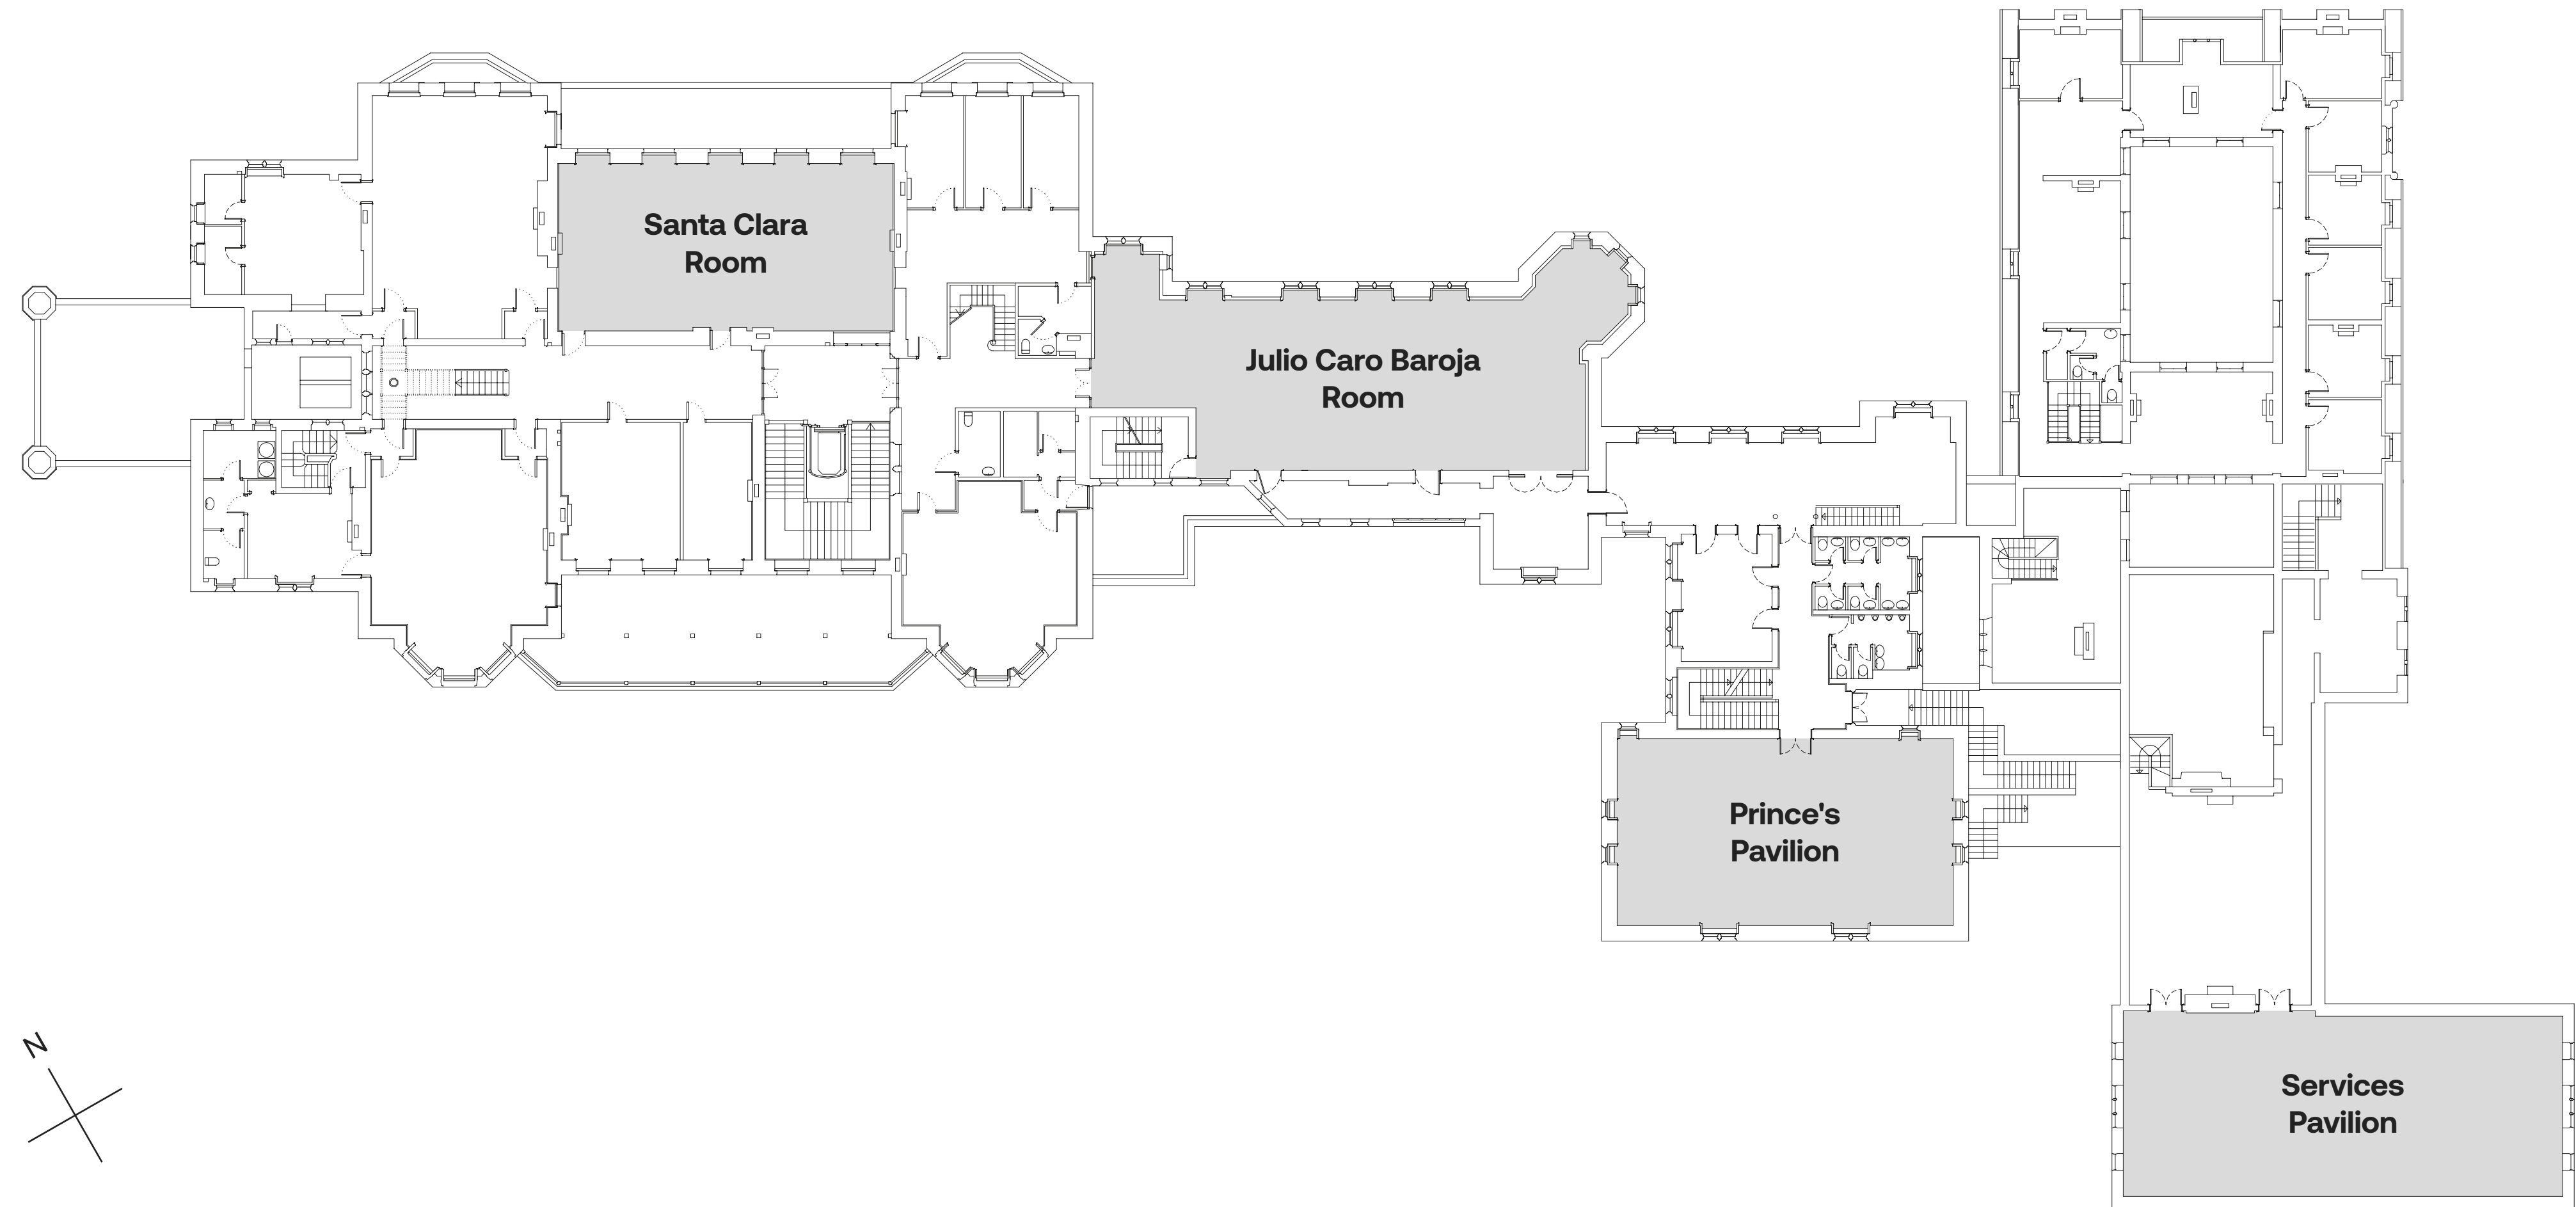 Santa Clara
Room
Julio Caro Baroja
Room
Prince's
Pavilion
N
Services
Pavilion